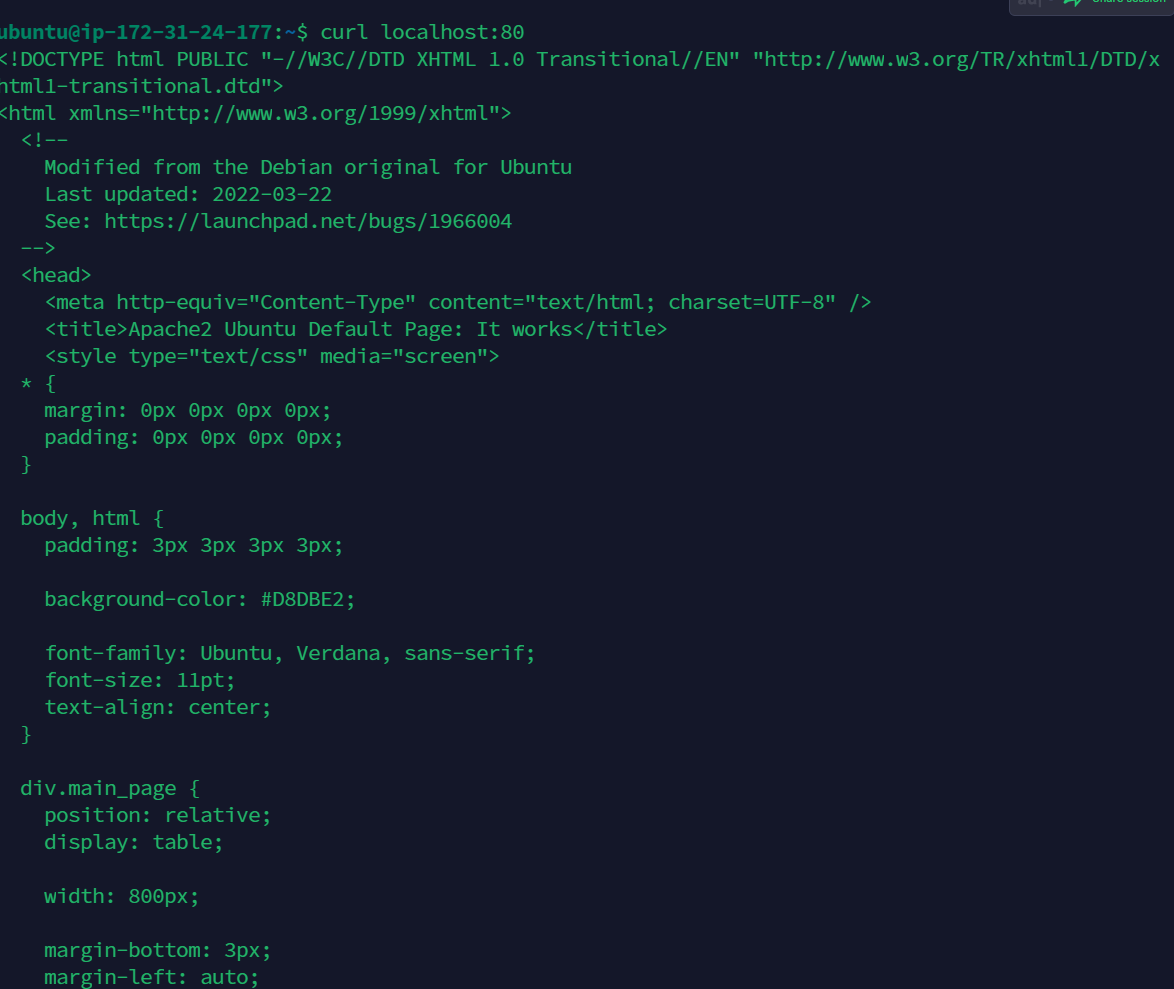 Share session
ubuntu@ip-172-31-24-177:~$ curl localhost:80
<!DOCTYPE html PUBLIC "-//W3C//DTD XHTML 1.0 Transitional//EN" "http://www.w3.org/TR/xhtml1/DTD/x
html1-transitional.dtd">
<html xmlns="http://www.w3.org/1999/xhtml">
  <!--
    Modified from the Debian original for Ubuntu
    Last updated: 2022-03-22
    See: https://launchpad.net/bugs/1966004
  -->
  <head>
    <meta http-equiv="Content-Type" content="text/html; charset=UTF-8" />
    <title>Apache2 Ubuntu Default Page: It works</title>
    <style type="text/css" media="screen">
  * {
    margin: 0px 0px 0px 0px;
    padding: 0px 0px 0px 0px;
  }
  body, html {
    padding: 3px 3px 3px 3px;
    background-color: #D8DBE2;
    font-family: Ubuntu, Verdana, sans-serif;
    font-size: 11pt;
    text-align: center;
  }
  div.main_page {
    position: relative;
    display: table;
    width: 800px;
    margin-bottom: 3px;
    margin-left: auto;